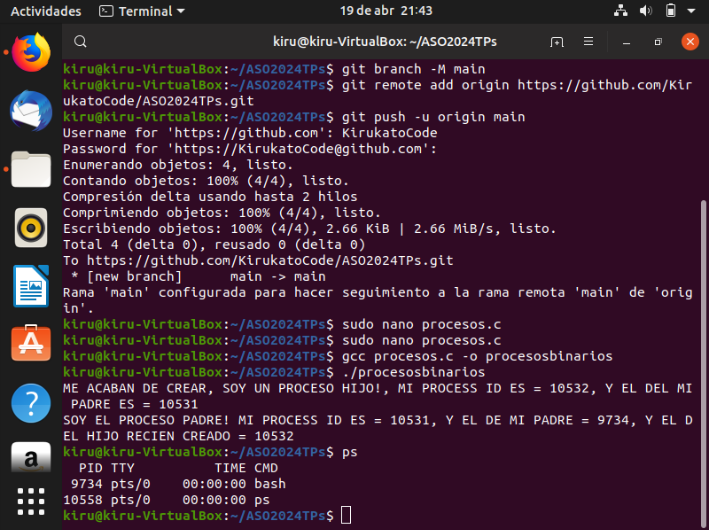 Actividades Terminal 19 de abr 21:43
kiru@kiru-VirtualBox: ~/ASO2024TPs
kiru@kiru-VirtualBox:~/ASO2024TPs$ git branch -M main
kiru@kiru-VirtualBox:~/ASO2024TPs$ git remote add origin https://github.com/Kir
ukatoCode/ASO2024TPs.git
kiru@kiru-VirtualBox:~/ASO2024TPs$ git push -u origin main
Username for 'https://github.com': KirukatoCode
Password for 'https://KirukatoCode@github.com':
Enumerando objetos: 4, listo.
Contando objetos: 100% (4/4), listo.
Compresión delta usando hasta 2 hilos
Comprimiendo objetos: 100% (4/4), listo.
Escribiendo objetos: 100% (4/4), 2.66 KiB | 2.66 MiB/s, listo.
Total 4 (delta 0), reusado 0 (delta 0)
To https://github.com/KirukatoCode/ASO2024TPs.git
 * [new branch]      main -> main
Rama 'main' configurada para hacer seguimiento a la rama remota 'main' de 'orig
in'.
kiru@kiru-VirtualBox:~/ASO2024TPs$ sudo nano procesos.c
kiru@kiru-VirtualBox:~/ASO2024TPs$ sudo nano procesos.c
kiru@kiru-VirtualBox:~/ASO2024TPs$ gcc procesos.c -o procesosbinarios
kiru@kiru-VirtualBox:~/ASO2024TPs$ ./procesosbinarios
ME ACABAN DE CREAR, SOY UN PROCESO HIJO!, MI PROCESS ID ES = 10532, Y EL DEL MI
 PADRE ES = 10531
SOY EL PROCESO PADRE! MI PROCESS ID ES = 10531, Y EL DE MI PADRE = 9734, Y EL D
EL HIJO RECIEN CREADO = 10532
kiru@kiru-VirtualBox:~/ASO2024TPs$ ps
  PID TTY          TIME CMD
 9734 pts/0    00:00:00 bash
10558 pts/0    00:00:00 ps
kiru@kiru-VirtualBox:~/ASO2024TPs$